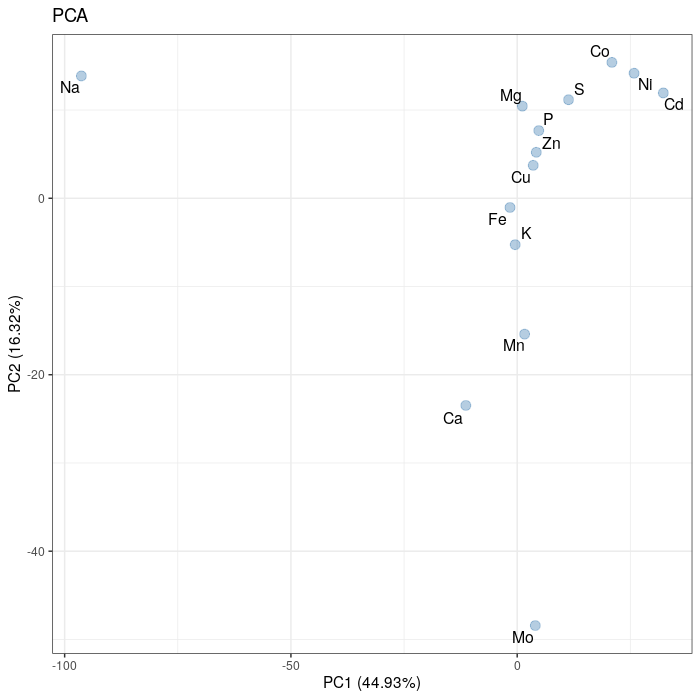 PCA
Co
Na
Ni
S
Mg
Cd
P
Zn
Cu
0
Fe
K
Mn
PC2 (16.32%)
-20
Ca
-40
Mo
-100
-50
0
PC1 (44.93%)